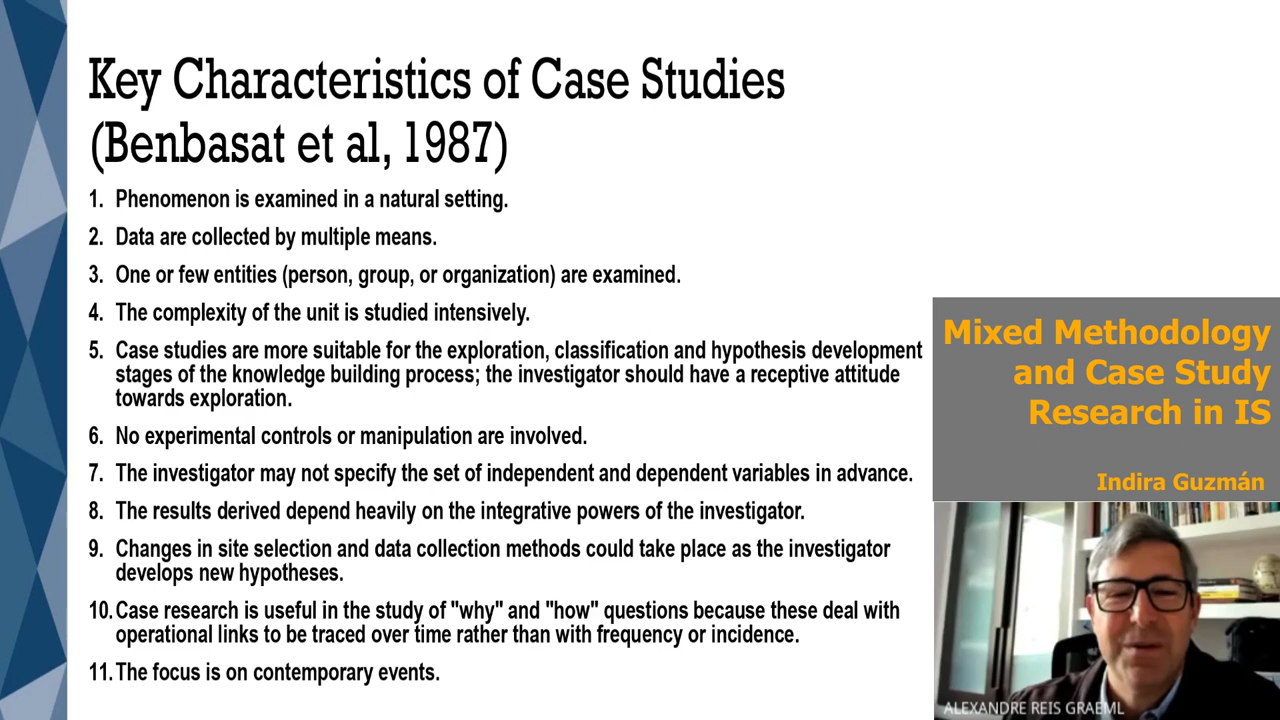 Key Characteristics of Case Studies
(Benbasat et al, 1987)
1. Phenomenon is examined in a natural setting.
2. Data are collected by multiple means.
3. One or few entities (person, group, or organization) are examined.
4. The complexity of the unit is studied intensively.
5. Case studies are more suitable for the exploration, classification and hypothesis development
stages of the knowledge building process; the investigator should have a receptive attitude
towards exploration.
6. No experimental controls or manipulation are involved.
7. The investigator may not specify the set of independent and dependent variables in advance.
8. The results derived depend heavily on the integrative powers of the investigator.
9. Changes in site selection and data collection methods could take place as the investigator
develops new hypotheses.
10. Case research is useful in the study of "why" and "how" questions because these deal with
operational links to be traced over time rather than with frequency or incidence.
11. The focus is on contemporary events.
Mixed Methodology
and Case Study
Research in IS
Indira Guzmán
ALEXANDRE REIS GRAEML